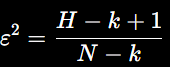 ε² = (H − k + 1) / (N − k)